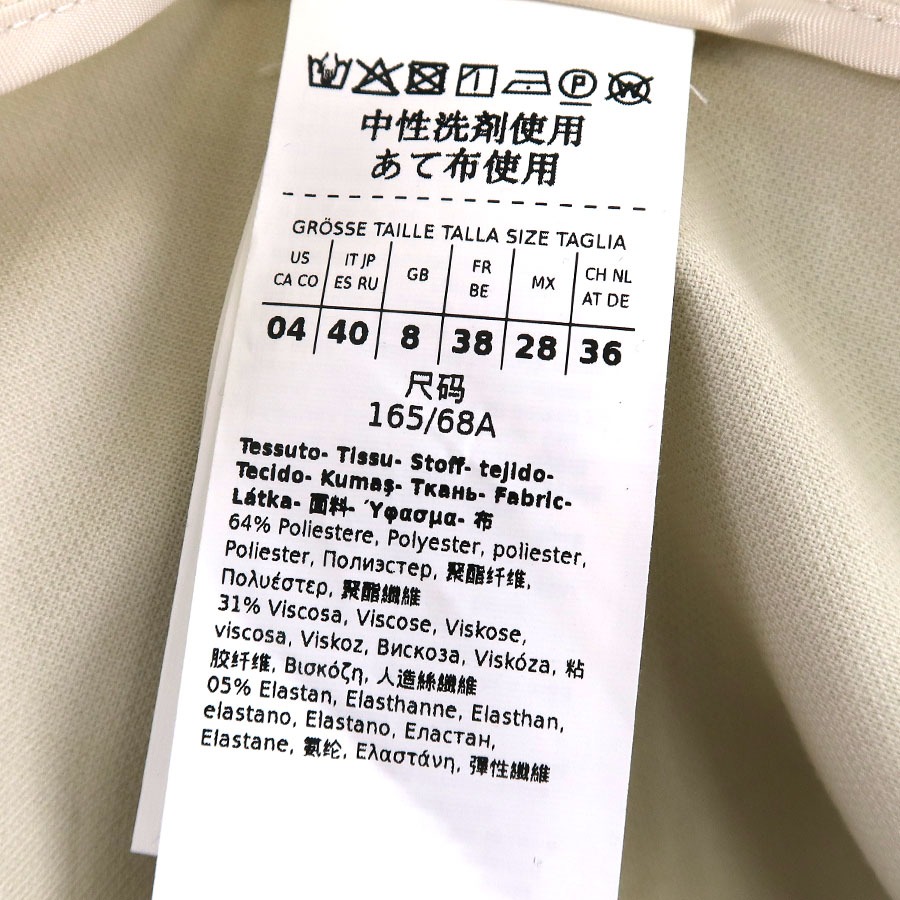 P W
中性洗剤使用
あて布使用
GRÖSSE TAILLE TALLA SIZE TAGLIA
US CA CO | IT JP ES RU | GB | FR BE | MX | CH NL AT DE
04 | 40 | 8 | 38 | 28 | 36
尺码
165/68A
Tessuto- Tissu- Stoff- tejido-
Tecido- Kumaş- Ткань- Fabric-
Látka- 面料- Ύφασμα- 布
64% Poliestere, Polyester, poliester,
Poliester, Полиэстер, 聚酯纤维,
Πολυέστερ, 聚酯纖維
31% Viscosa, Viscose, Viskose,
viscosa, Viskoz, Вискоза, Viskóza, 粘
胶纤维, Βισκόζη, 人造絲纖維
05% Elastan, Elasthanne, Elasthan,
elastano, Elastano, Еластан,
Elastane, 氨纶, Ελαστάνη, 彈性纖維